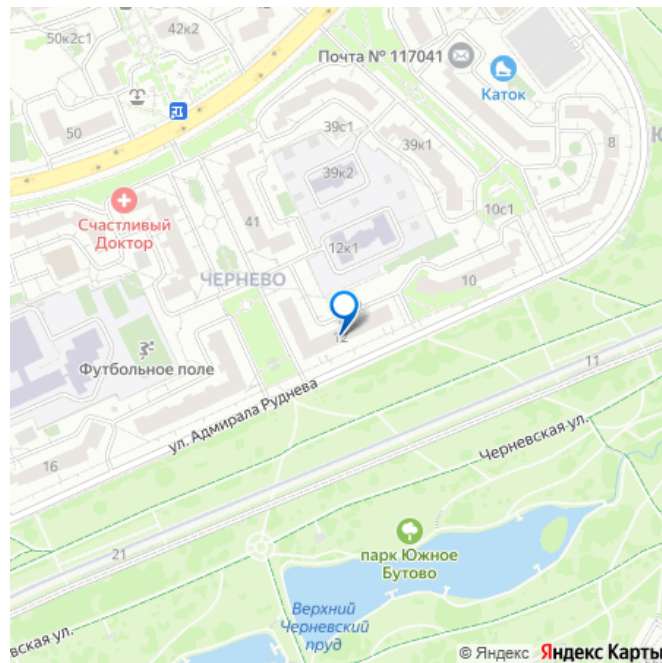 50к2с1
42к2
Почта № 117041
Каток
50
39с1
39к1
8
39к2
Счастливый
Доктор
41
10с1
12к1
ЧЕРНЕВО
10
12
11
Футбольное поле
ул. Адмирала Руднева
16
Черневская ул.
21
парк Южное
Бутово
Верхний
Черневский
пруд
вская ул.
© Яндекс Яндекс Карты